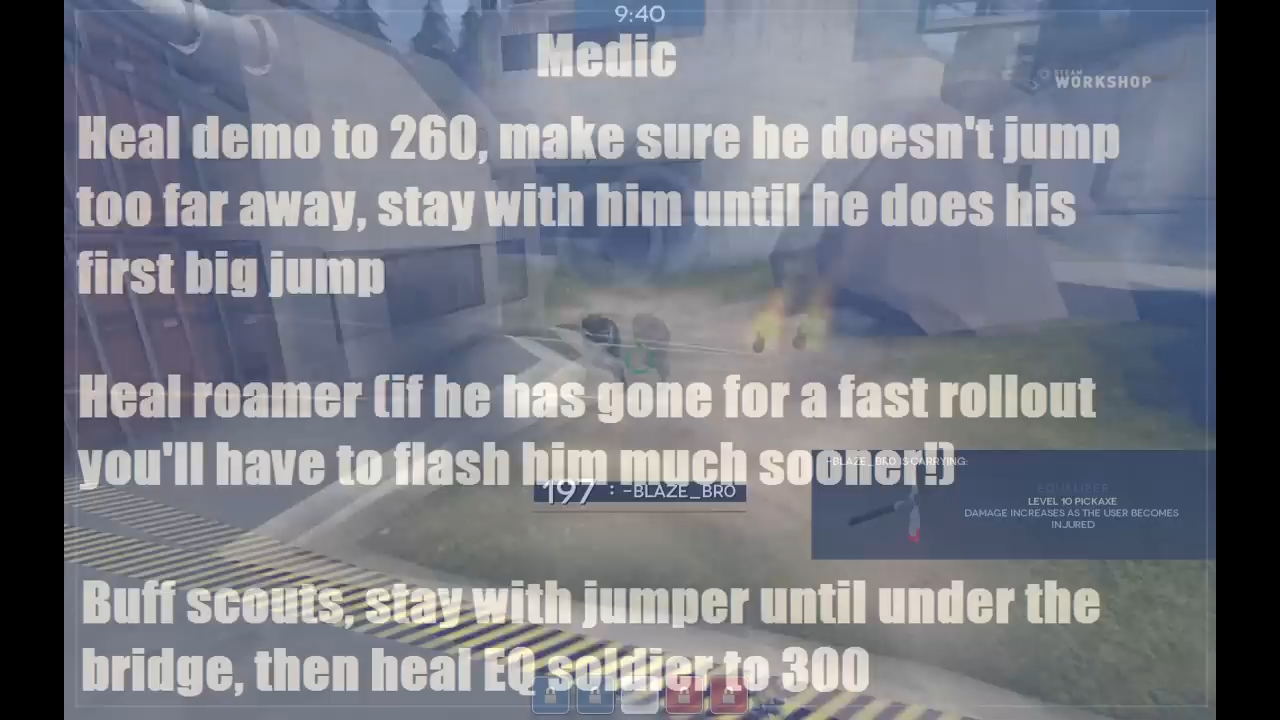 9:40
Medic
STEAM
WORKSHOP
Heal demo to 260, make sure he doesn't jump
too far away, stay with him until he does his
first big jump
Heal roamer (if he has gone for a fast rollout
you'll have to flash him much sooner!)
-BLAZE_BRO IS CARRYING:
EQUALIZER
LEVEL 10 PICKAXE
DAMAGE INCREASES AS THE USER BECOMES
INJURED
197 : -BLAZE_BRO
Buff scouts, stay with jumper until under the
bridge, then heal EQ soldier to 300